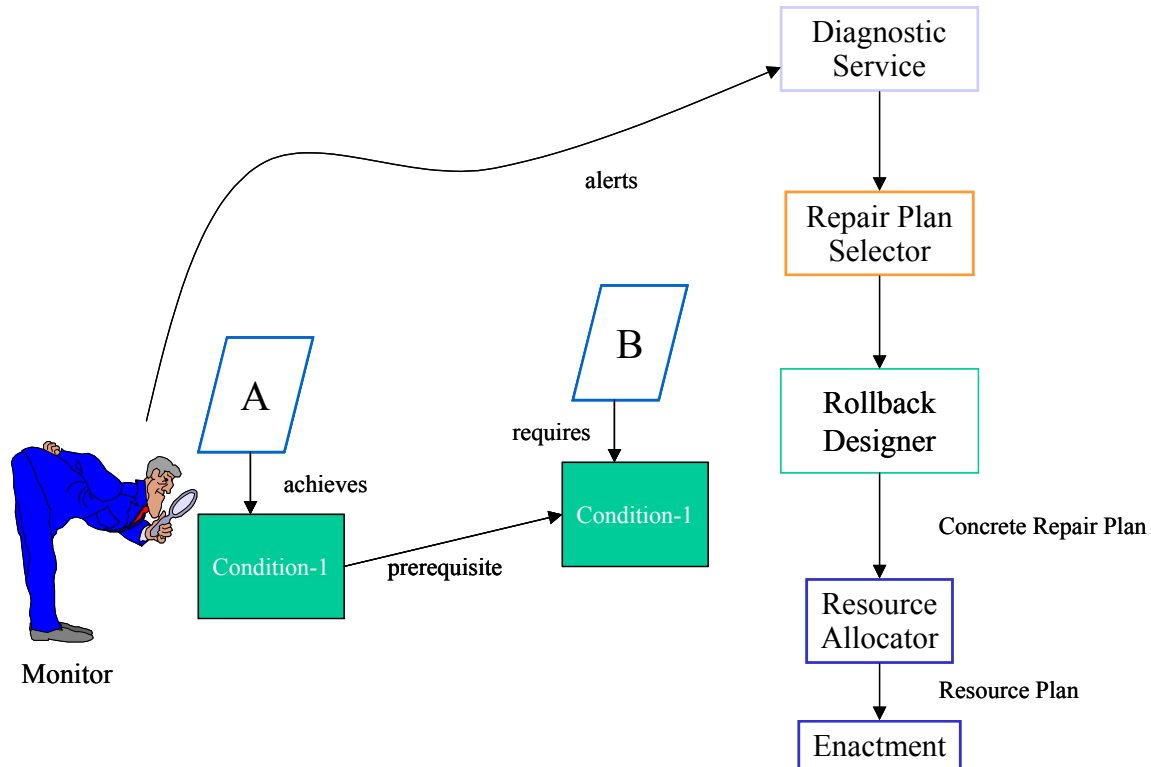 Diagnostic
Service
alerts
Repair Plan
Selector
A
B
Rollback
Designer
requires
achieves
Condition-1
Condition-1
prerequisite
Concrete Repair Plan
Resource
Allocator
Monitor
Resource Plan
Enactment